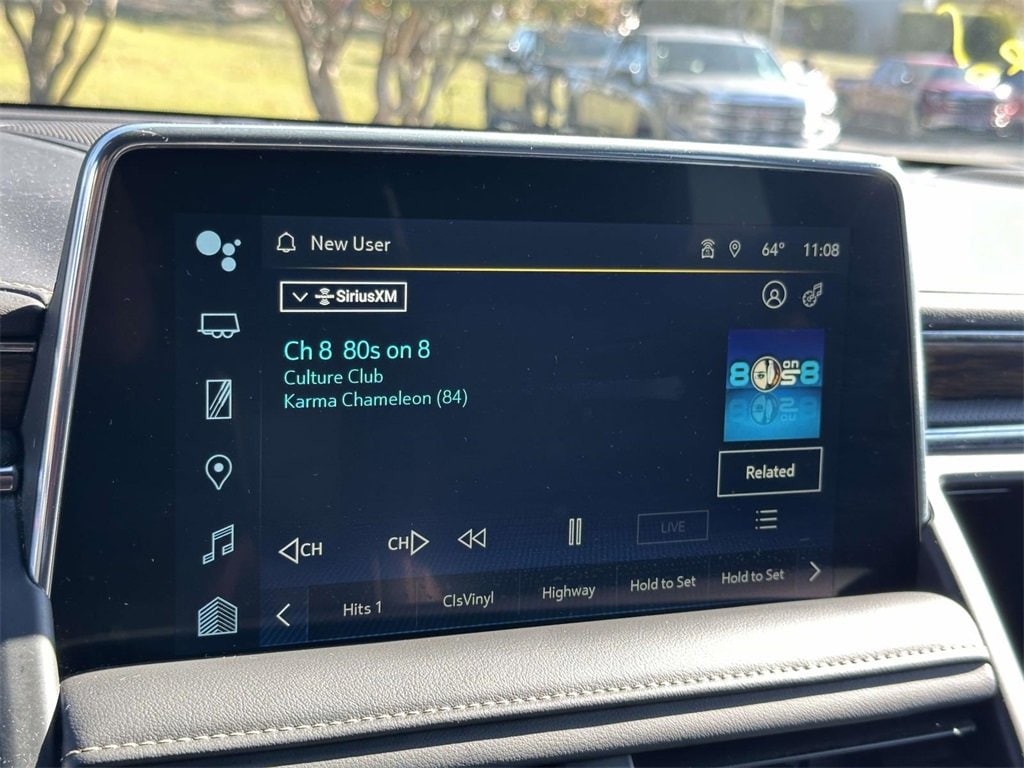 New User
64° 11:08
SiriusXM
Ch 8 80s on 8
Culture Club
Karma Chameleon (84)
80s on 8
Related
CH
CH
LIVE
Hits 1
ClsVinyl
Highway
Hold to Set
Hold to Set